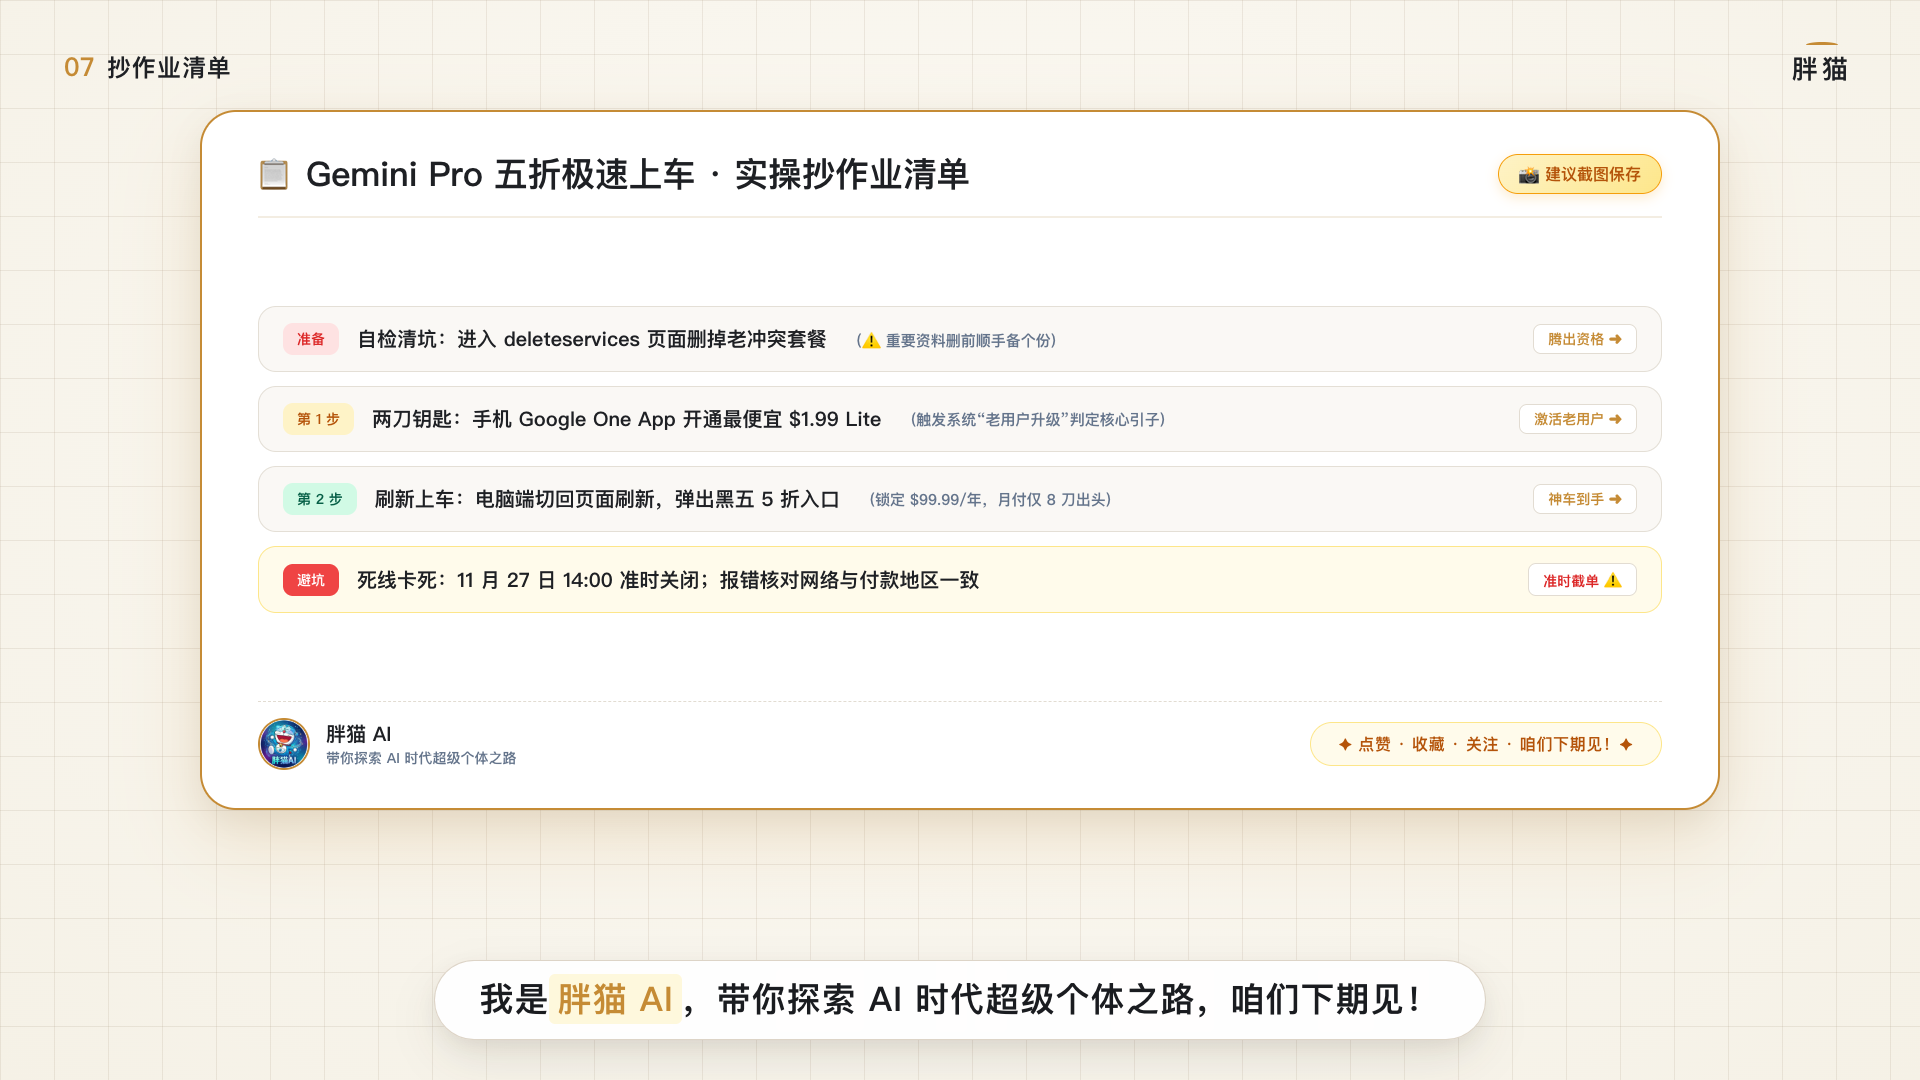 07 抄作业清单
胖猫
📋 Gemini Pro 五折极速上车 · 实操抄作业清单
📸 建议截图保存
准备 自检清坑：进入 deleteservices 页面删掉老冲突套餐 (⚠️ 重要资料删前顺手备个份) 腾出资格 ➜
第 1 步 两刀钥匙：手机 Google One App 开通最便宜 $1.99 Lite (触发系统“老用户升级”判定核心引子) 激活老用户 ➜
第 2 步 刷新上车：电脑端切回页面刷新，弹出黑五 5 折入口 (锁定 $99.99/年，月付仅 8 刀出头) 神车到手 ➜
避坑 死线卡死：11 月 27 日 14:00 准时关闭；报错核对网络与付款地区一致 准时截单 ⚠️
胖猫AI
胖猫 AI
带你探索 AI 时代超级个体之路
✦ 点赞 · 收藏 · 关注 · 咱们下期见！✦
我是胖猫 AI，带你探索 AI 时代超级个体之路，咱们下期见！